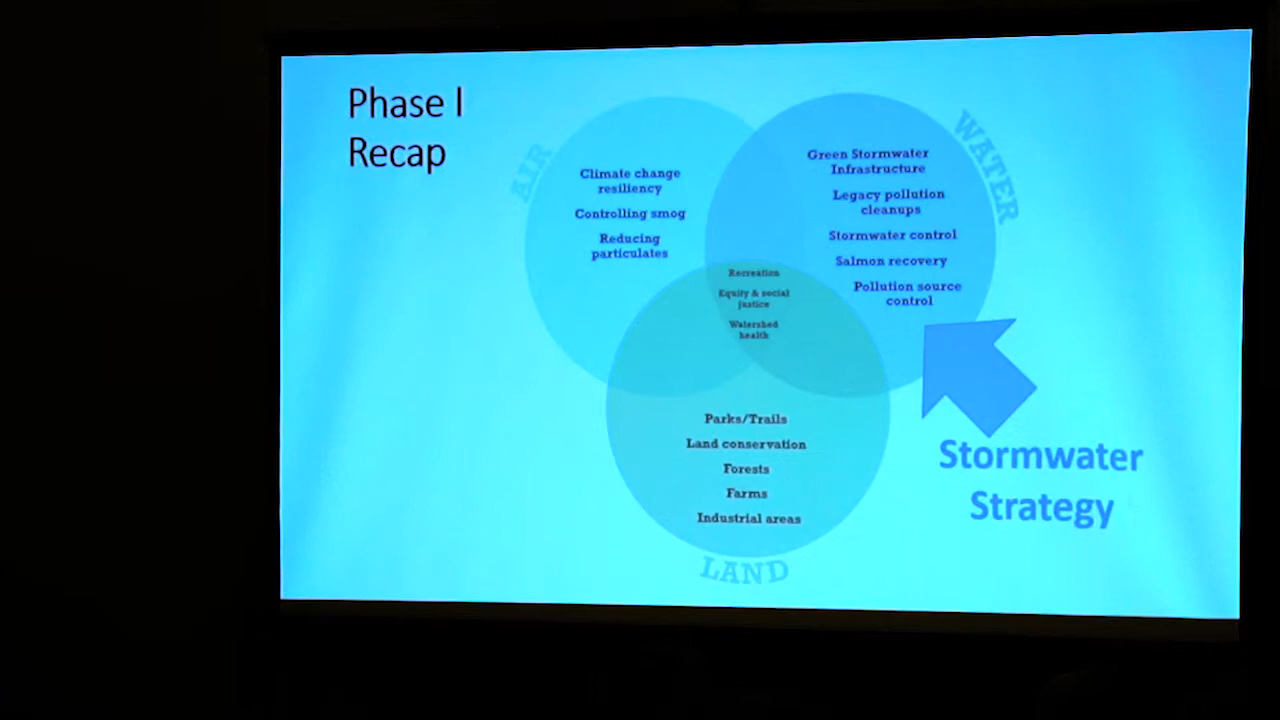 Phase I
Recap
AIR
Climate change
resiliency
Controlling smog
Reducing
particulates
WATER
Green Stormwater
Infrastructure
Legacy pollution
cleanups
Stormwater control
Salmon recovery
Pollution source
control
Recreation
Equity & social
justice
Watershed
health
Parks/Trails
Land conservation
Forests
Farms
Industrial areas
LAND
Stormwater
Strategy